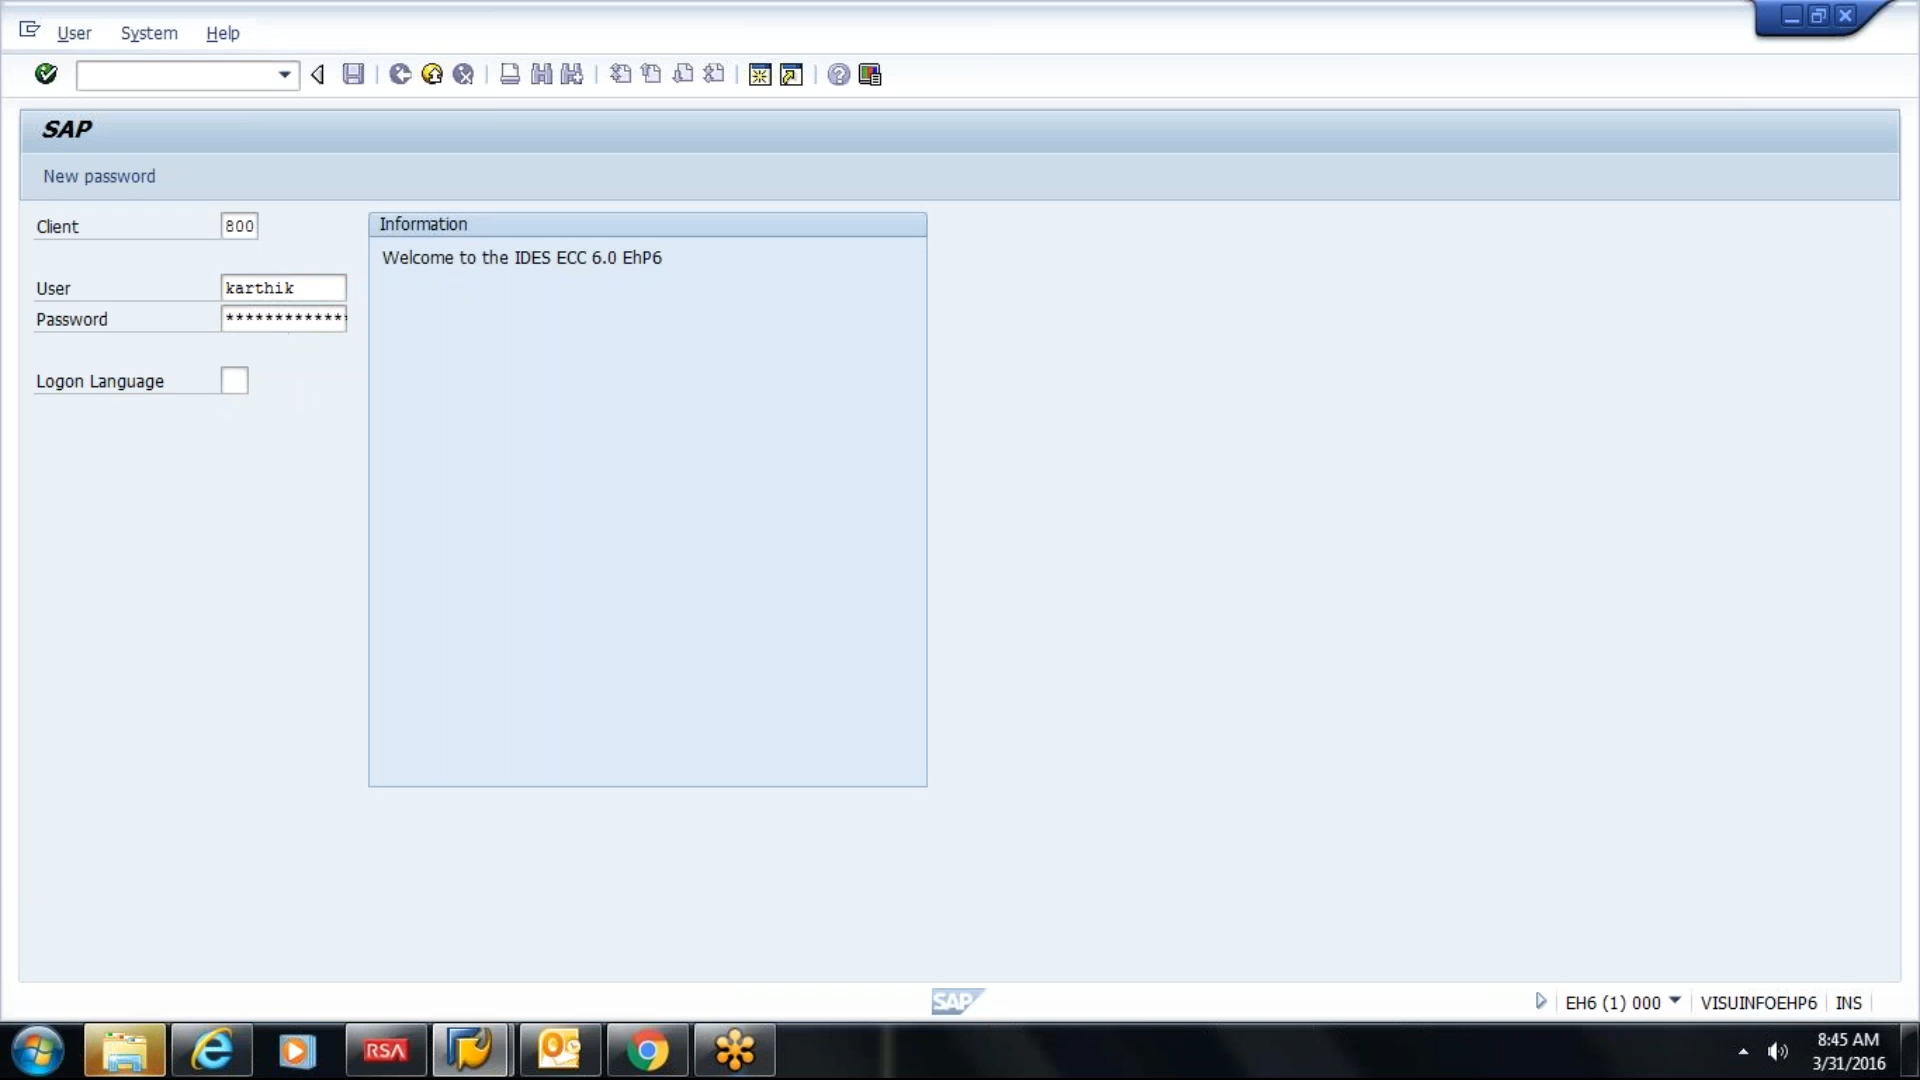 User System Help
SAP
New password
Client 800
Information
Welcome to the IDES ECC 6.0 EhP6
User karthik
Password **************
Logon Language
SAP
EH6 (1) 000 VISUINFOEHP6 INS
RSA
8:45 AM
3/31/2016